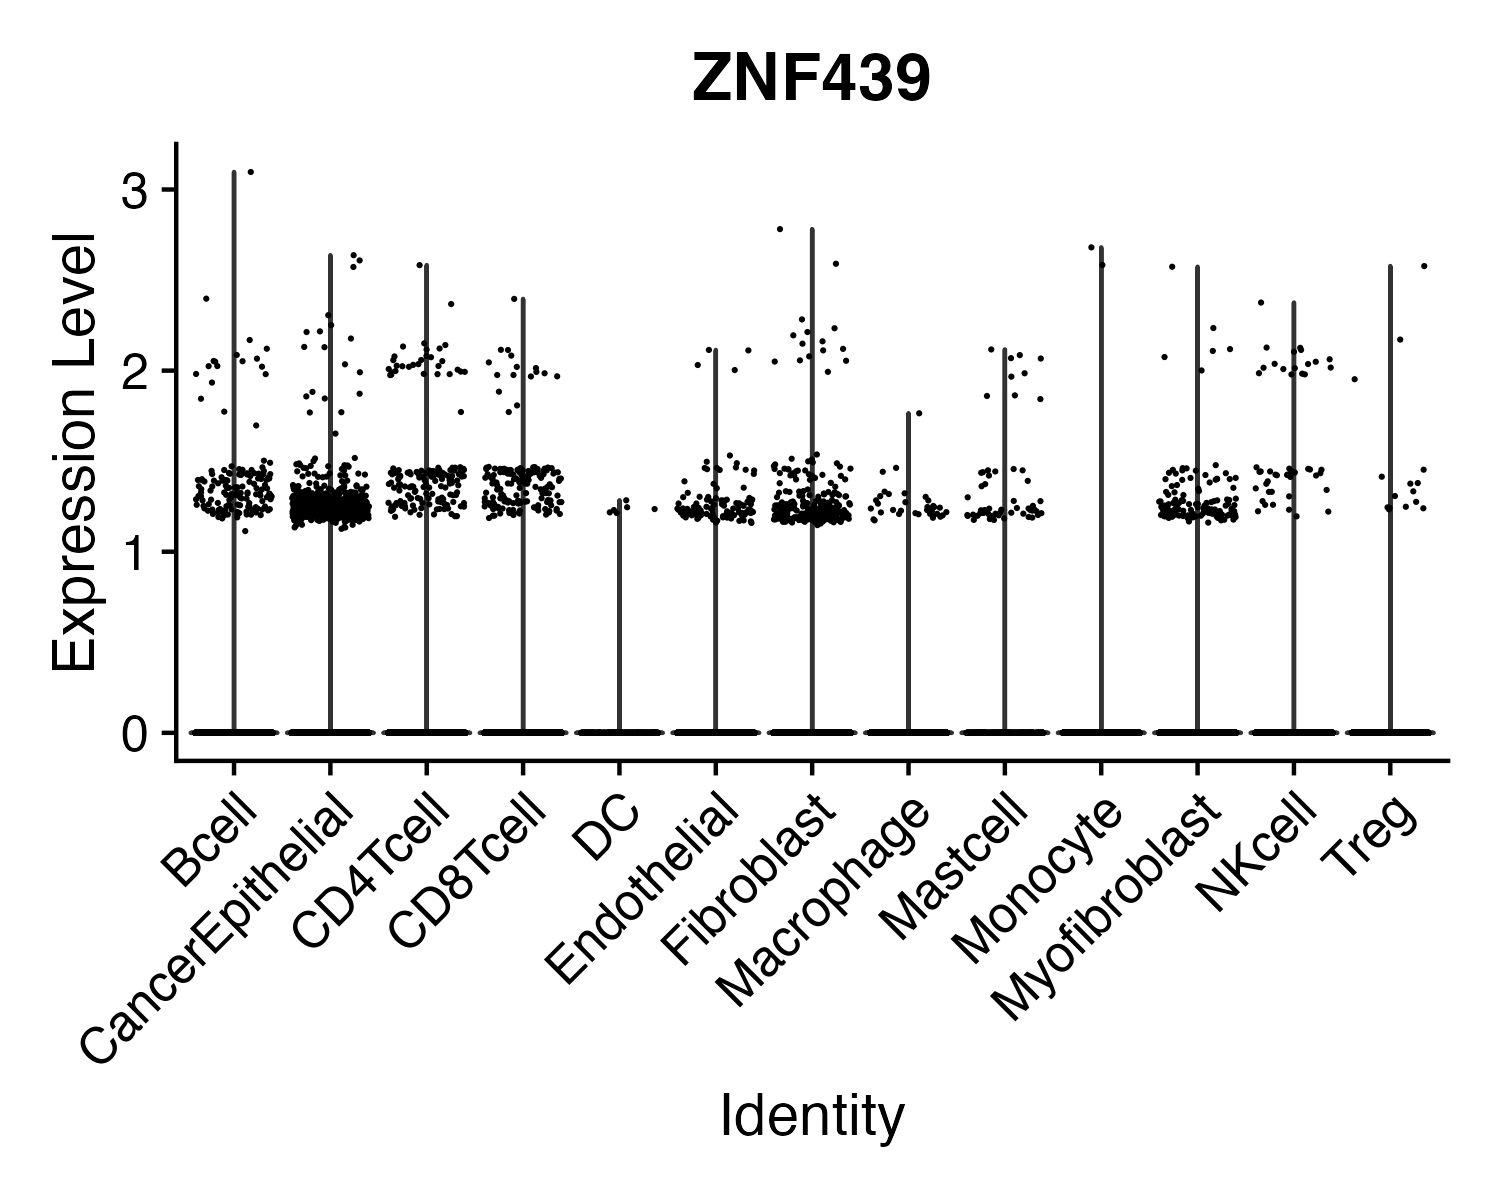 ZNF439
Expression Level
3
2
1
0
Bcell
CancerEpithelial
CD4Tcell
CD8Tcell
DC
Endothelial
Fibroblast
Macrophage
Mastcell
Monocyte
Myofibroblast
NKcell
Treg
Identity